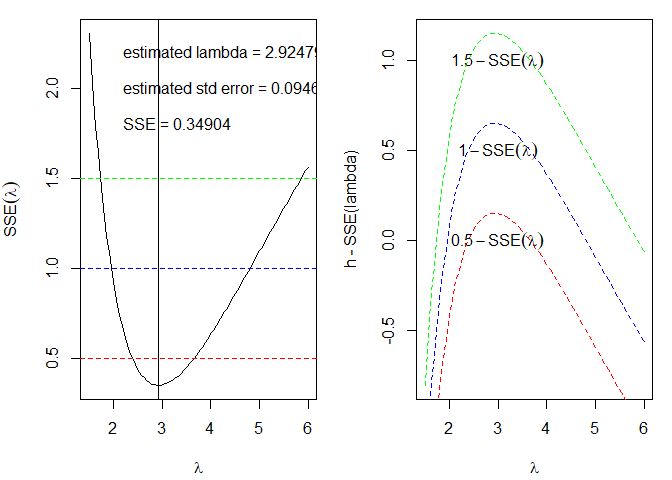 estimated lambda = 2.92479
estimated std error = 0.0946
SSE = 0.34904
SSE(λ)
0.5
1.0
1.5
2.0
2 3 4 5 6
λ
1.5 – SSE(λ)
1 – SSE(λ)
0.5 – SSE(λ)
h - SSE(lambda)
-0.5
0.0
0.5
1.0
2 3 4 5 6
λ